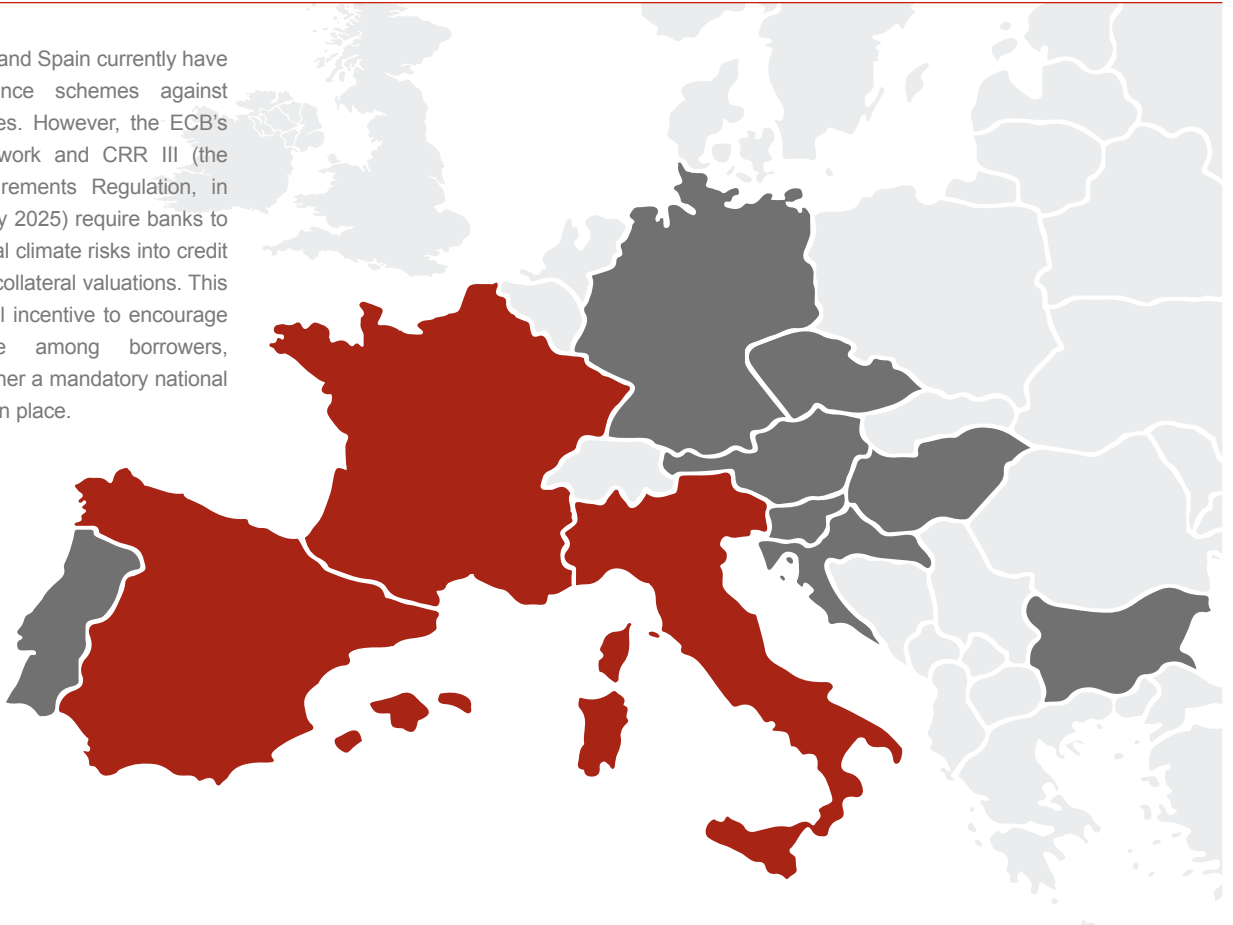 and Spain currently have
nce schemes against
es. However, the ECB's
work and CRR III (the
irements Regulation, in
y 2025) require banks to
al climate risks into credit
collateral valuations. This
l incentive to encourage
e among borrowers,
her a mandatory national
n place.